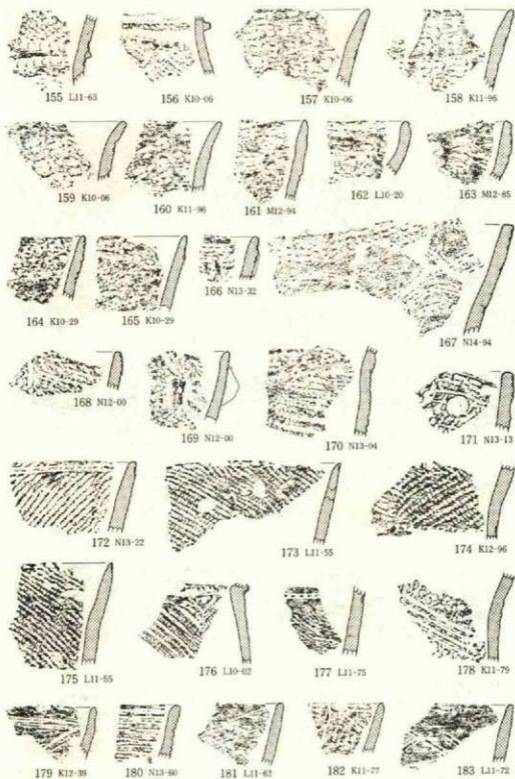 155 L11-63 156 K10-06 157 K10-06 158 K11-96
159 K10-06 160 K11-96 161 M12-94 162 L10-20 163 M12-85
164 K10-29 165 K10-29 166 N13-32 167 N14-94
168 N12-00 169 N12-00 170 N13-04 171 N13-13
172 N13-22 173 L11-55 174 K12-96
175 L11-55 176 L10-02 177 L11-75 178 K11-79
179 K12-39 180 N13-60 181 L11-62 182 K11-77 183 L11-72